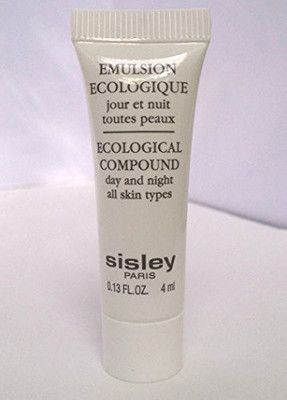 EMULSION
ECOLOGIQUE
jour et nuit
toutes peaux
ECOLOGICAL
COMPOUND
day and night
all skin types
sisley
PARIS
0.13 FL.OZ. 4 ml